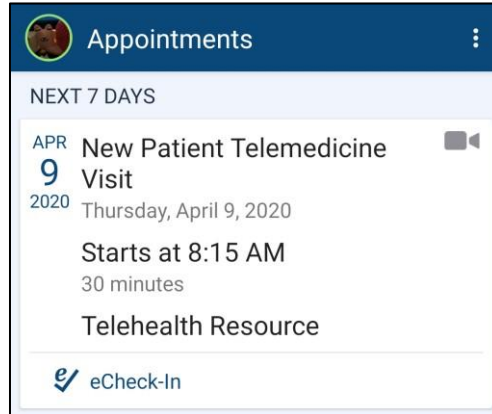 Appointments
NEXT 7 DAYS
APR
9
2020
New Patient Telemedicine
Visit
Thursday, April 9, 2020
Starts at 8:15 AM
30 minutes
Telehealth Resource
eCheck-In